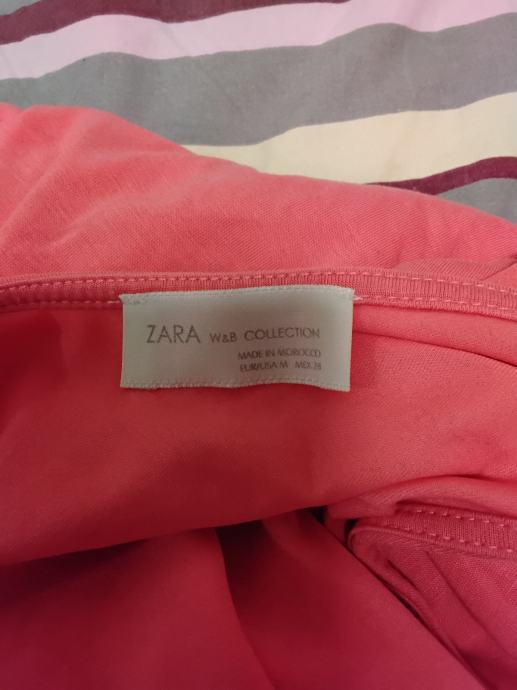 ZARA W&B COLLECTION
MADE IN MOROCCO
EUR/USA M MEX 28